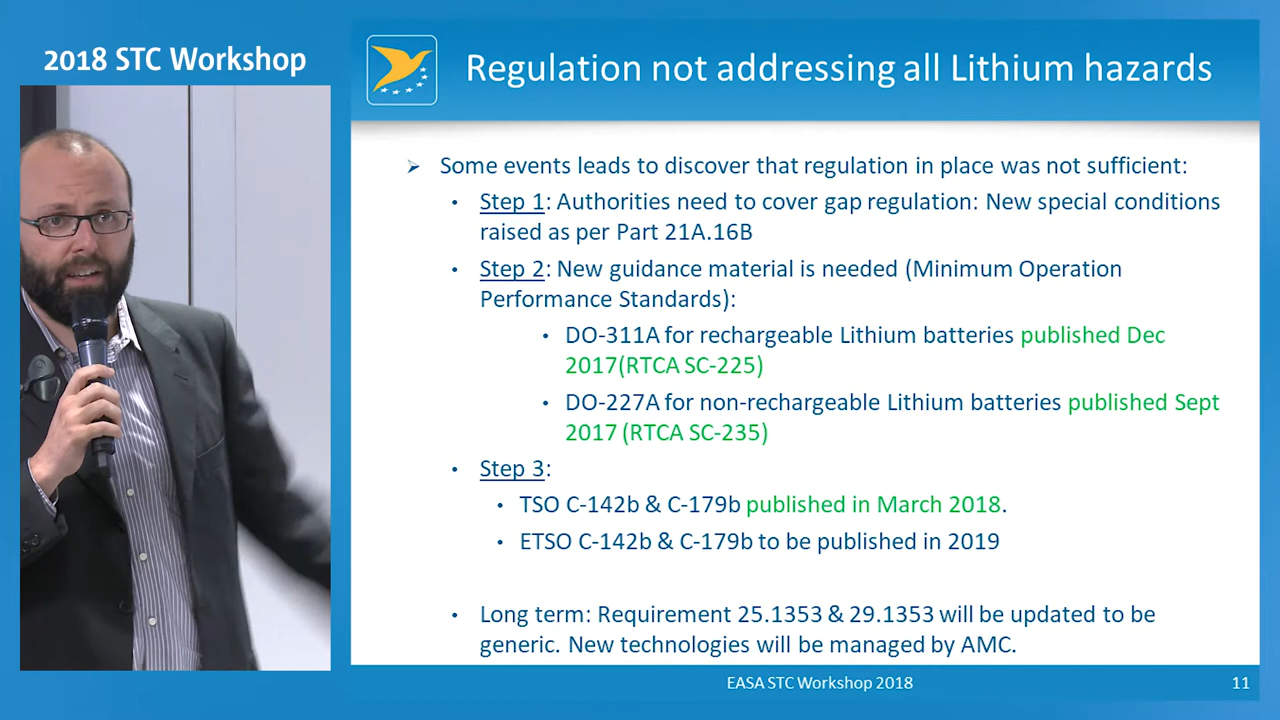 2018 STC Workshop
Regulation not addressing all Lithium hazards
Some events leads to discover that regulation in place was not sufficient:
Step 1: Authorities need to cover gap regulation: New special conditions
raised as per Part 21A.16B
Step 2: New guidance material is needed (Minimum Operation
Performance Standards):
DO-311A for rechargeable Lithium batteries published Dec
2017(RTCA SC-225)
DO-227A for non-rechargeable Lithium batteries published Sept
2017 (RTCA SC-235)
Step 3:
TSO C-142b & C-179b published in March 2018.
ETSO C-142b & C-179b to be published in 2019
Long term: Requirement 25.1353 & 29.1353 will be updated to be
generic. New technologies will be managed by AMC.
EASA STC Workshop 2018
11